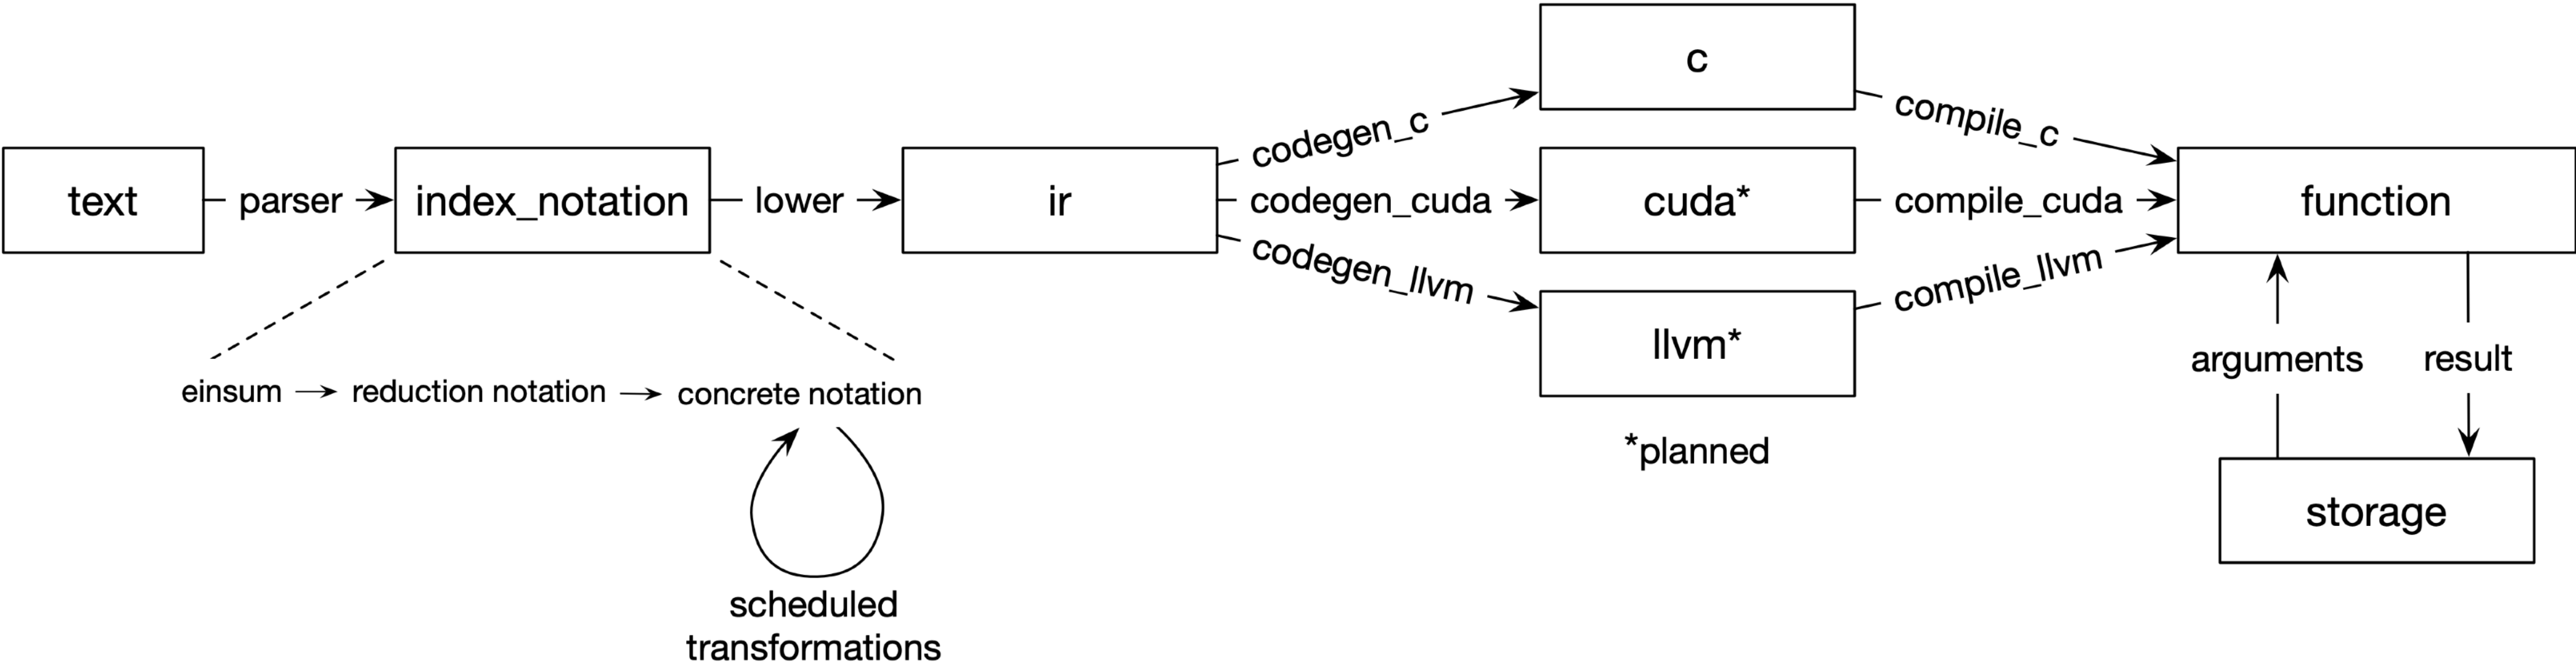 text
parser
index_notation
lower
ir
codegen_c
codegen_cuda
codegen_llvm
c
cuda*
llvm*
*planned
compile_c
compile_cuda
compile_llvm
function
arguments
result
storage
einsum
reduction notation
concrete notation
scheduled
transformations